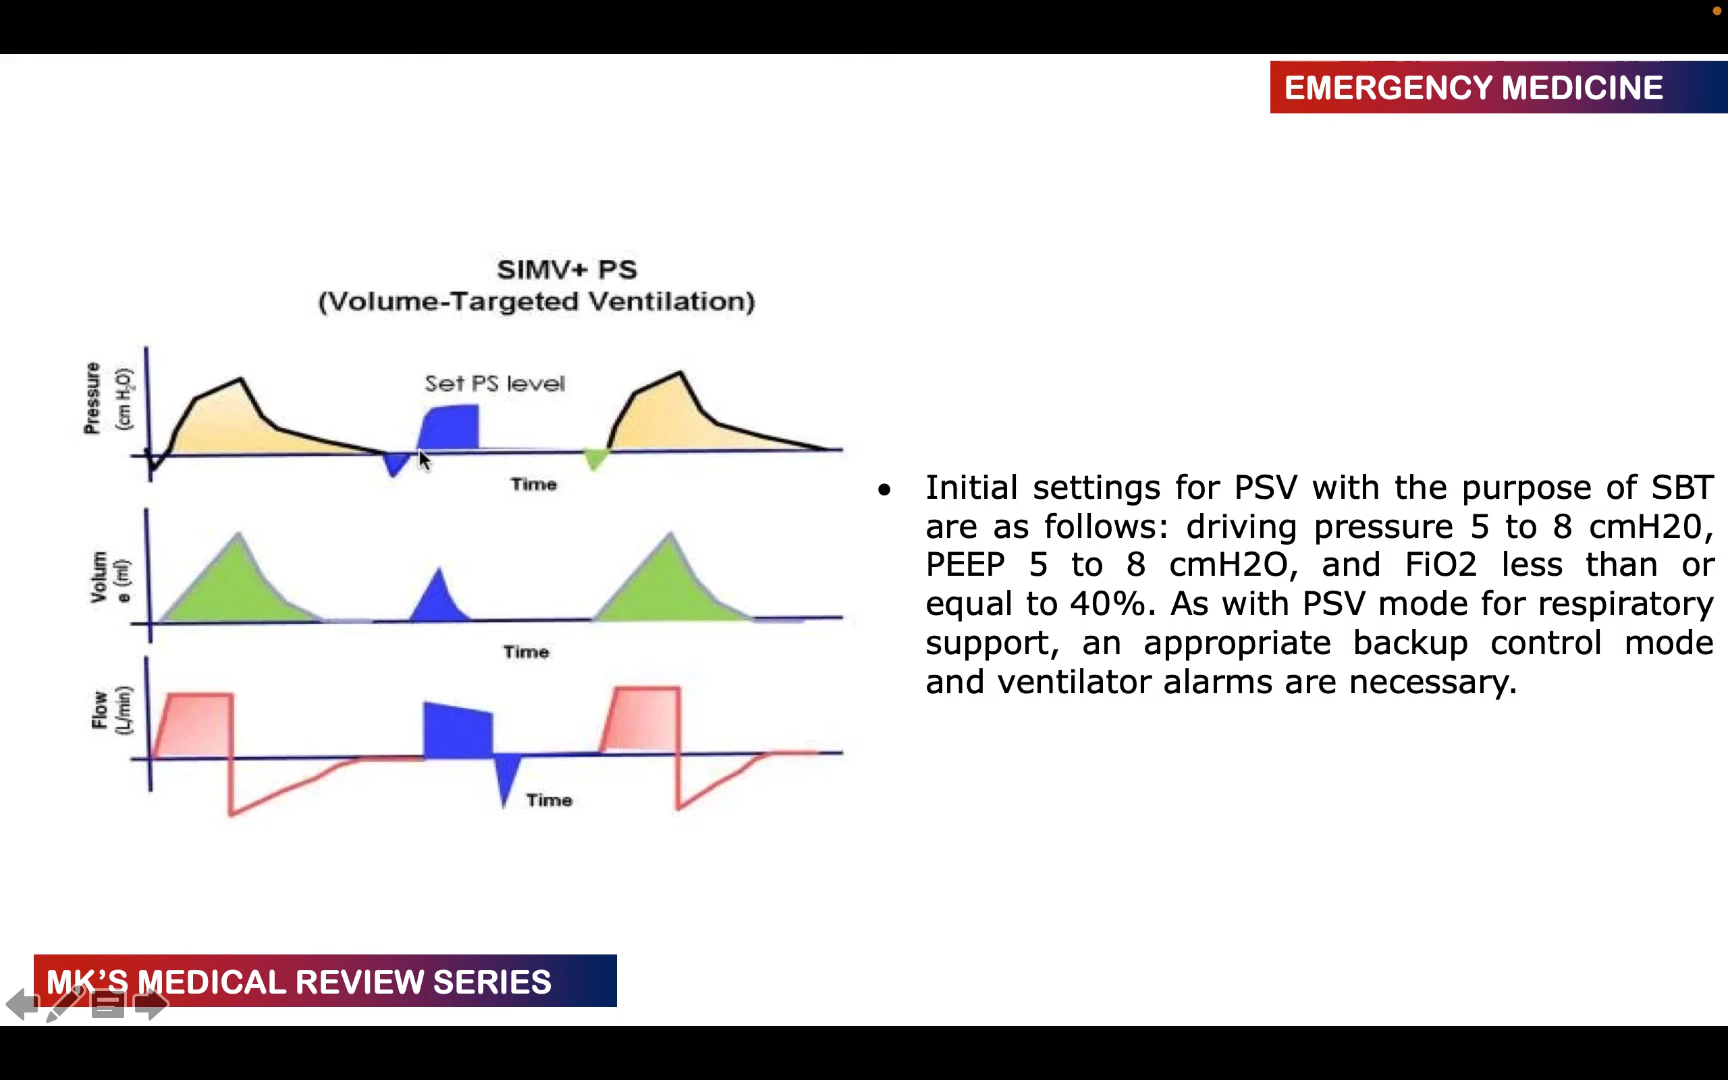 EMERGENCY MEDICINE
SIMV+ PS
(Volume-Targeted Ventilation)
Pressure
(cm H₂O)
Set PS level
Time
Volum
e (ml)
Time
Flow
(L/min)
Time
• Initial settings for PSV with the purpose of SBT
are as follows: driving pressure 5 to 8 cmH20,
PEEP 5 to 8 cmH2O, and FiO2 less than or
equal to 40%. As with PSV mode for respiratory
support, an appropriate backup control mode
and ventilator alarms are necessary.
MK’S MEDICAL REVIEW SERIES